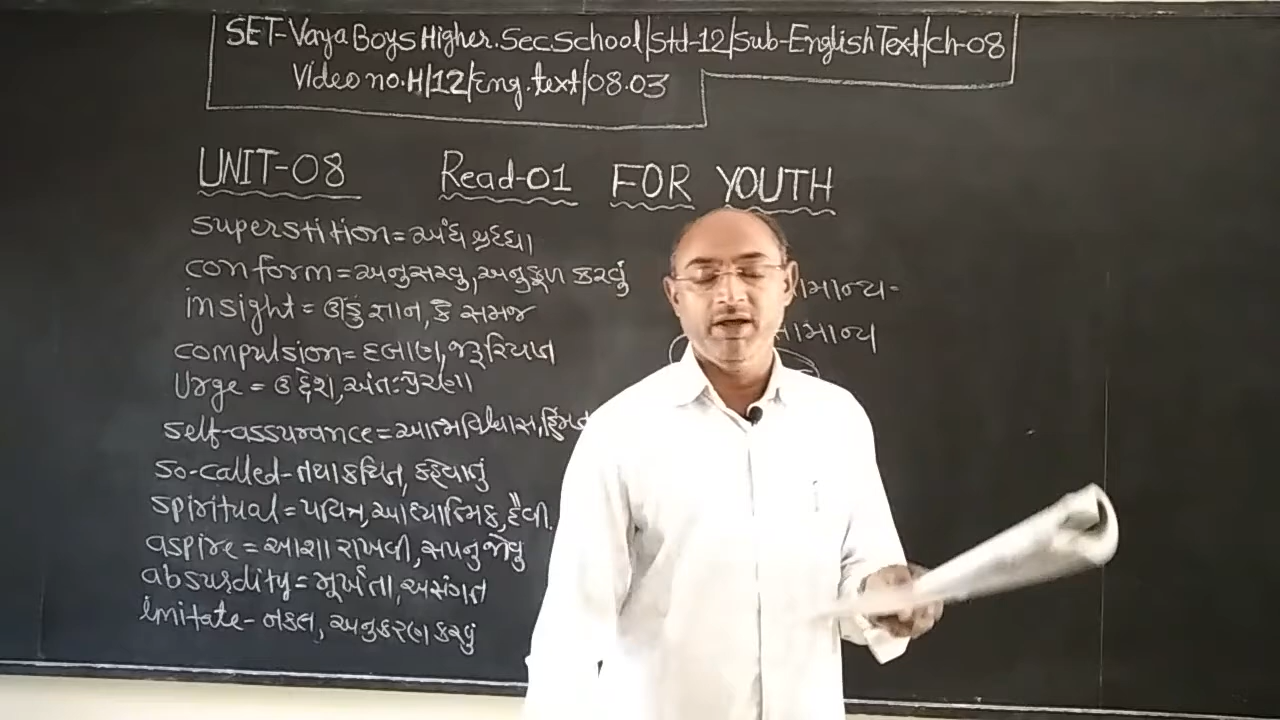 SET-Vaya Boys Higher.Sec.School|Std-12|Sub-English Text|Ch-08
Video no.H|12|Eng.text|08.03
UNIT-08 Read-01 FOR YOUTH
superstition=અંધ શ્રદ્ધા
conform=અનુસરવુ,અનુકૂળ કરવું
insight=ઊંડુ જ્ઞાન, કે સમજ
compulsion=દબાણ,જરૂરિયાત
Urge=ઉદ્દેશ,અંતઃપ્રેરણા
self-assurance=આત્મવિશ્વાસ,હિંમત
so-called-તથાકથિત, કહેવાનું
spiritual=પવિત્ર,આધ્યાત્મિક,દૈવી.
aspire=આશા રાખવી,સપનુ જોવુ
absurdity=મૂર્ખતા,અસંગત
imitate-નકલ, અનુકરણ કરવું